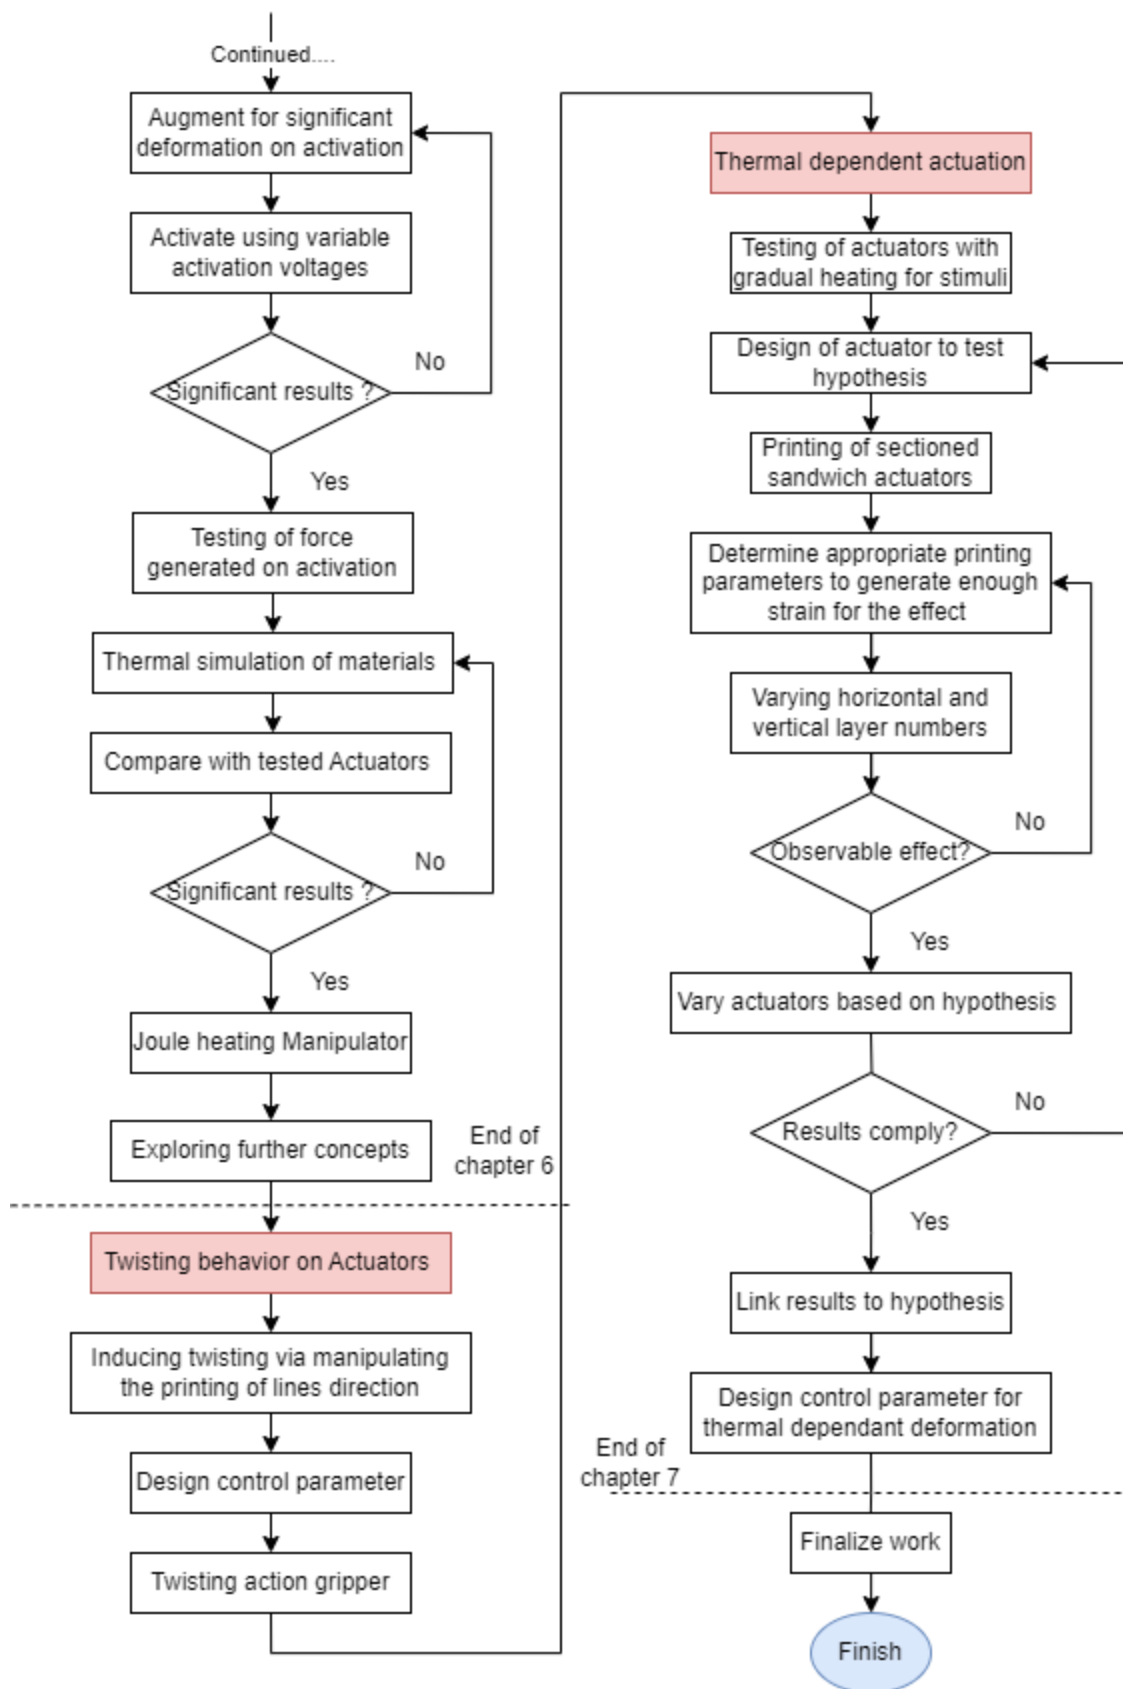 Continued....
Augment for significant
deformation on activation
Activate using variable
activation voltages
Significant results ?
No
Yes
Testing of force
generated on activation
Thermal simulation of materials
Compare with tested Actuators
Significant results ?
No
Yes
Joule heating Manipulator
Exploring further concepts
End of
chapter 6
Twisting behavior on Actuators
Inducing twisting via manipulating
the printing of lines direction
Design control parameter
Twisting action gripper
Thermal dependent actuation
Testing of actuators with
gradual heating for stimuli
Design of actuator to test
hypothesis
Printing of sectioned
sandwich actuators
Determine appropriate printing
parameters to generate enough
strain for the effect
Varying horizontal and
vertical layer numbers
Observable effect?
No
Yes
Vary actuators based on hypothesis
Results comply?
No
Yes
Link results to hypothesis
Design control parameter for
thermal dependant deformation
End of
chapter 7
Finalize work
Finish